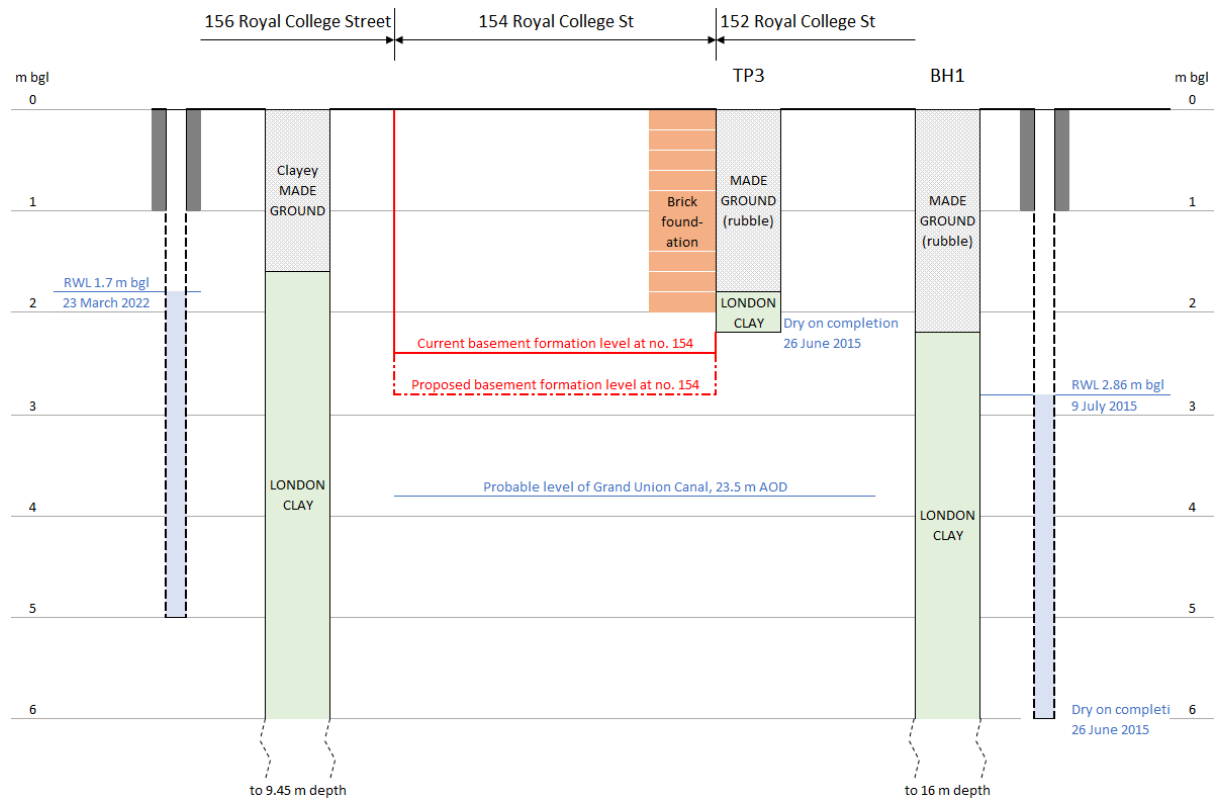 156 Royal College Street
154 Royal College St
152 Royal College St
TP3
BH1
m bgl
m bgl
0
0
Clayey
MADE
GROUND
MADE
GROUND
(rubble)
Brick
found-
ation
MADE
GROUND
(rubble)
1
1
RWL 1.7 m bgl
23 March 2022
2
2
LONDON
CLAY
Dry on completion
26 June 2015
Current basement formation level at no. 154
Proposed basement formation level at no. 154
RWL 2.86 m bgl
9 July 2015
3
3
LONDON
CLAY
Probable level of Grand Union Canal, 23.5 m AOD
4
4
LONDON
CLAY
5
5
6
6
Dry on completi
26 June 2015
to 9.45 m depth
to 16 m depth